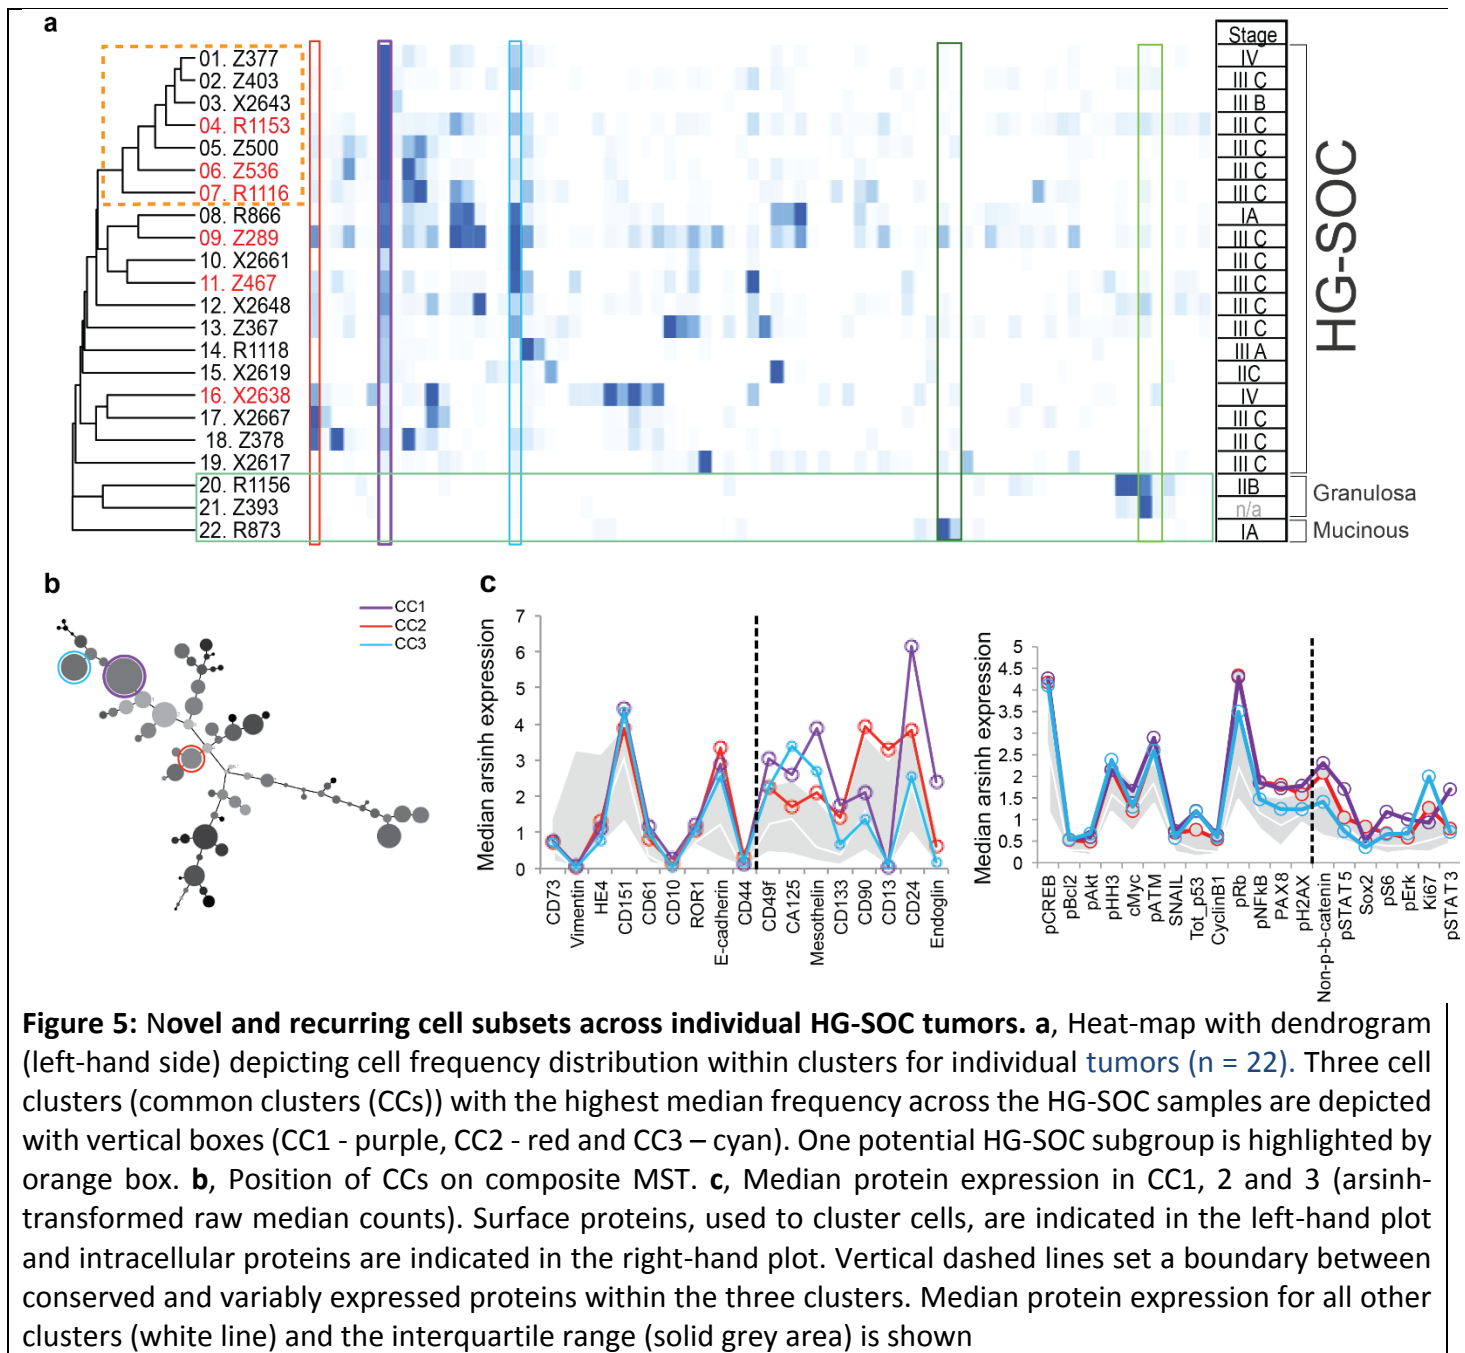 a
Stage
01. Z377 IV
02. Z403 III C
03. X2643 III B
04. R1153 III C
05. Z500 III C
06. Z536 III C
07. R1116 III C
08. R866 IA
09. Z289 III C
10. X2661 III C
11. Z467 III C
12. X2648 III C
13. Z367 III C
14. R1118 III A
15. X2619 IIC
16. X2638 IV
17. X2667 III C
18. Z378 III C
19. X2617 III C
20. R1156 IIB
21. Z393 n/a
22. R873 IA
HG-SOC
Granulosa
Mucinous
b
CC1
CC2
CC3
c
Median arsinh expression
7
6
5
4
3
2
1
0
CD73
Vimentin
HE4
CD151
CD61
CD10
ROR1
E-cadherin
CD44
CD49f
CA125
Mesothelin
CD133
CD90
CD13
CD24
Endoglin
Median arsinh expression
5
4.5
4
3.5
3
2.5
2
1.5
1
0.5
0
pCREB
pBcl2
pAkt
pHH3
cMyc
pATM
SNAIL
Tot_p53
CyclinB1
pRb
pNFkB
PAX8
pH2AX
Non-p-b-catenin
pSTAT5
Sox2
pS6
pErk
Ki67
pSTAT3
Figure 5: Novel and recurring cell subsets across individual HG-SOC tumors. a, Heat-map with dendrogram
(left-hand side) depicting cell frequency distribution within clusters for individual tumors (n = 22). Three cell
clusters (common clusters (CCs)) with the highest median frequency across the HG-SOC samples are depicted
with vertical boxes (CC1 - purple, CC2 - red and CC3 – cyan). One potential HG-SOC subgroup is highlighted by
orange box. b, Position of CCs on composite MST. c, Median protein expression in CC1, 2 and 3 (arsinh-
transformed raw median counts). Surface proteins, used to cluster cells, are indicated in the left-hand plot
and intracellular proteins are indicated in the right-hand plot. Vertical dashed lines set a boundary between
conserved and variably expressed proteins within the three clusters. Median protein expression for all other
clusters (white line) and the interquartile range (solid grey area) is shown